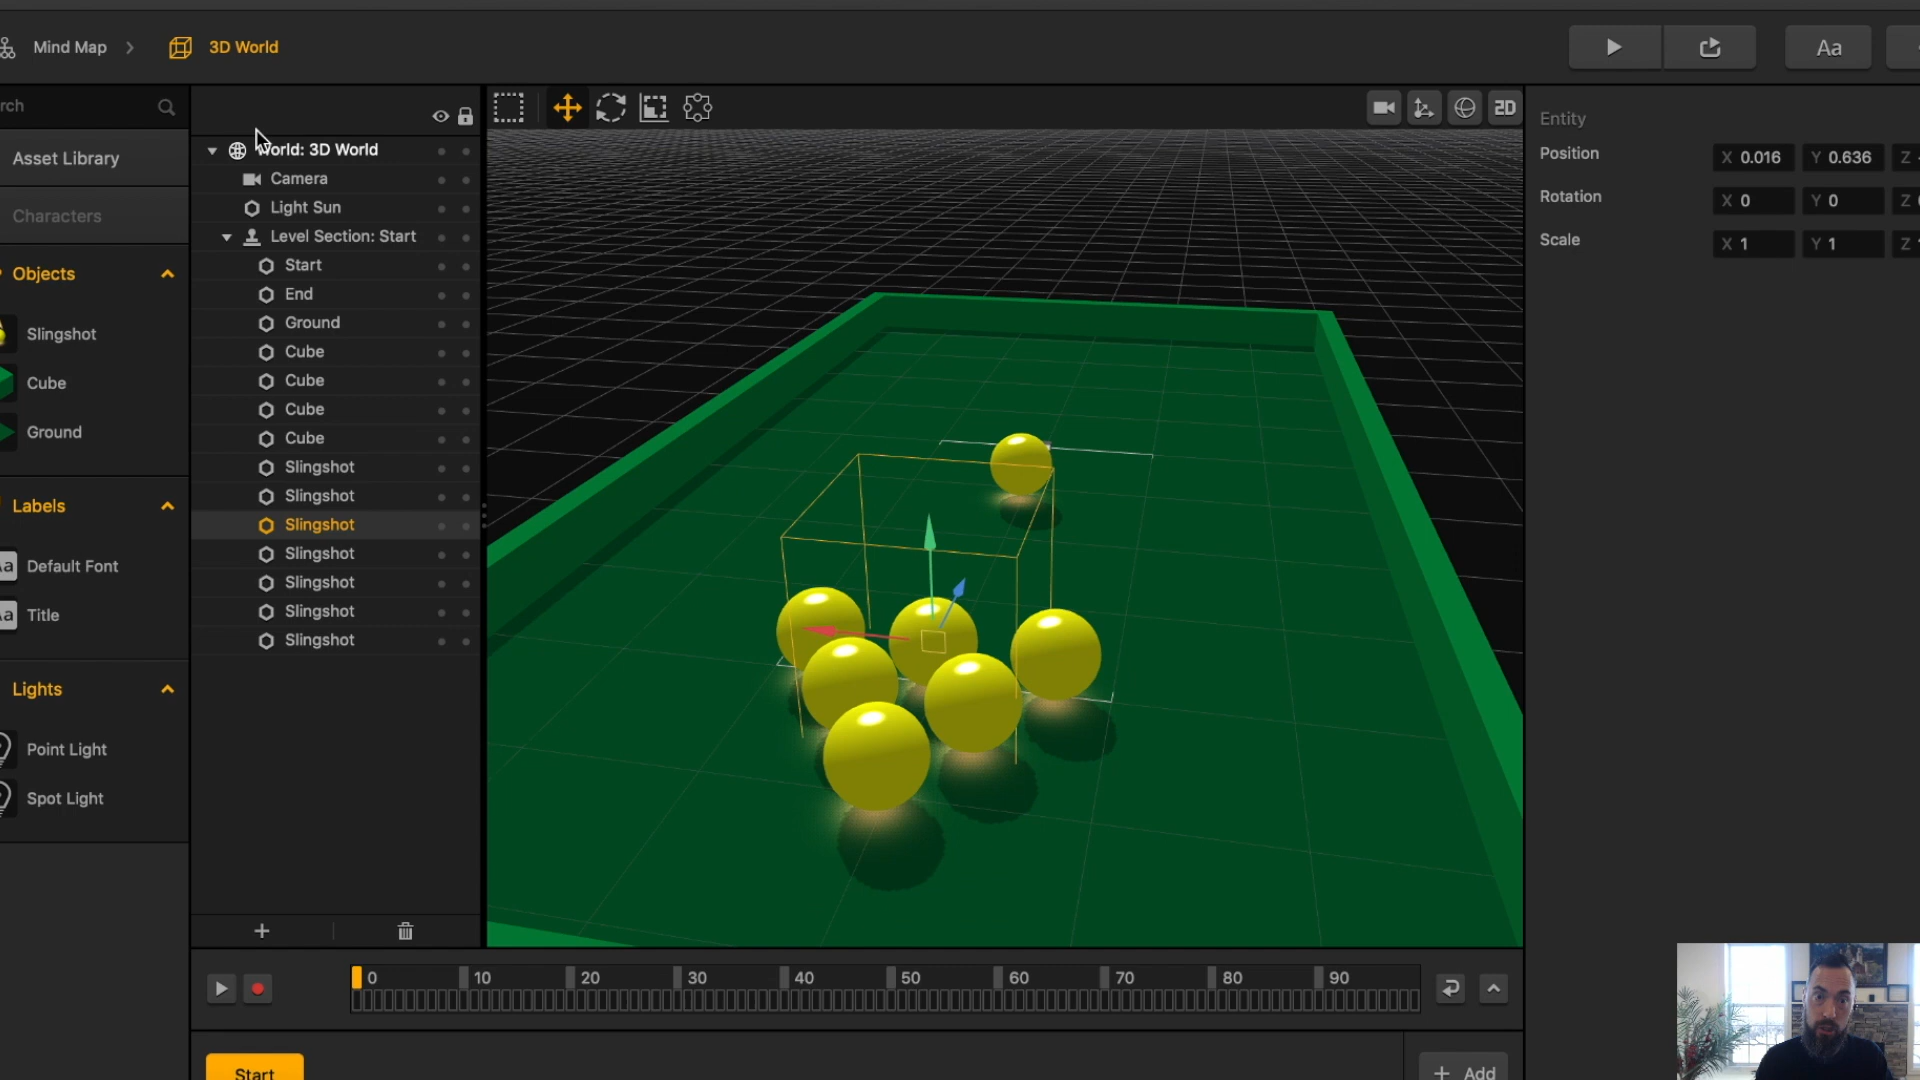 Mind Map
3D World
Aa
rch
Asset Library
Characters
Objects
Slingshot
Cube
Ground
Labels
Aa
Default Font
Aa
Title
Lights
Point Light
Spot Light
World: 3D World
Camera
Light Sun
Level Section: Start
Start
End
Ground
Cube
Cube
Cube
Cube
Slingshot
Slingshot
Slingshot
Slingshot
Slingshot
Slingshot
Slingshot
2D
Entity
Position
X 0.016
Y 0.636
Z
Rotation
X 0
Y 0
Z
Scale
X 1
Y 1
Z
0 10 20 30 40 50 60 70 80 90
Start
+ Add